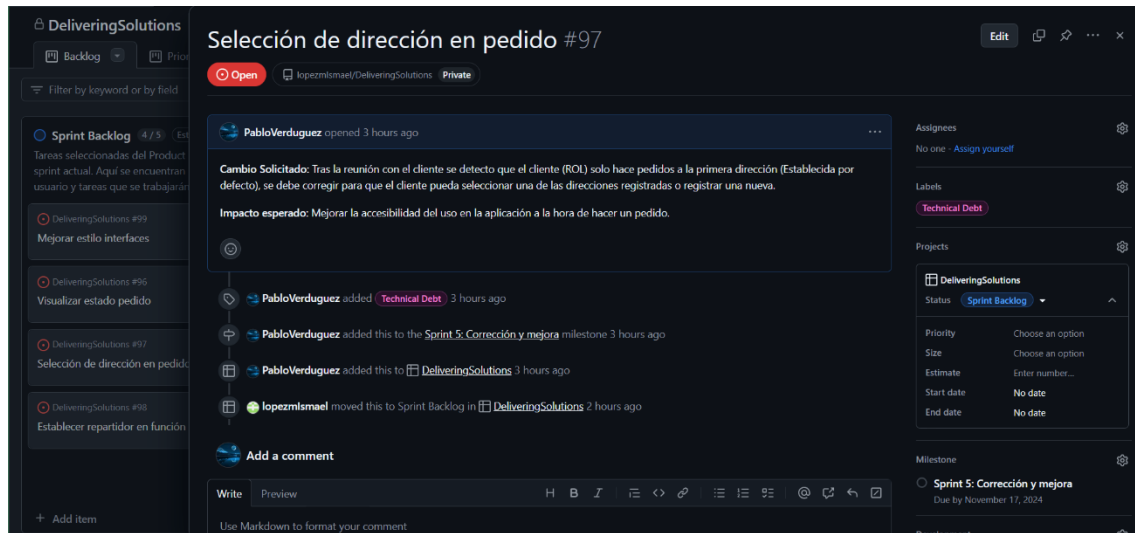 DeliveringSolutions
Backlog
Prior
Filter by keyword or by field
Sprint Backlog 4 / 5 Est
Tareas seleccionadas del Product
sprint actual. Aquí se encuentran
usuario y tareas que se trabajarán
DeliveringSolutions #99
Mejorar estilo interfaces
DeliveringSolutions #96
Visualizar estado pedido
DeliveringSolutions #97
Selección de dirección en pedido
DeliveringSolutions #98
Establecer repartidor en función
+ Add item
Selección de dirección en pedido #97
Edit
Open
lopezmIsmael/DeliveringSolutions Private
PabloVerduguez opened 3 hours ago
Cambio Solicitado: Tras la reunión con el cliente se detecto que el cliente (ROL) solo hace pedidos a la primera dirección (Establecida por
defecto), se debe corregir para que el cliente pueda seleccionar una de las direcciones registradas o registrar una nueva.
Impacto esperado: Mejorar la accesibilidad del uso en la aplicación a la hora de hacer un pedido.
PabloVerduguez added Technical Debt 3 hours ago
PabloVerduguez added this to the Sprint 5: Corrección y mejora milestone 3 hours ago
PabloVerduguez added this to DeliveringSolutions 3 hours ago
lopezmIsmael moved this to Sprint Backlog in DeliveringSolutions 2 hours ago
Add a comment
Write
Preview
H B I
Use Markdown to format your comment
Assignees
No one - Assign yourself
Labels
Technical Debt
Projects
DeliveringSolutions
Status Sprint Backlog
Priority Choose an option
Size Choose an option
Estimate Enter number...
Start date No date
End date No date
Milestone
Sprint 5: Corrección y mejora
Due by November 17, 2024